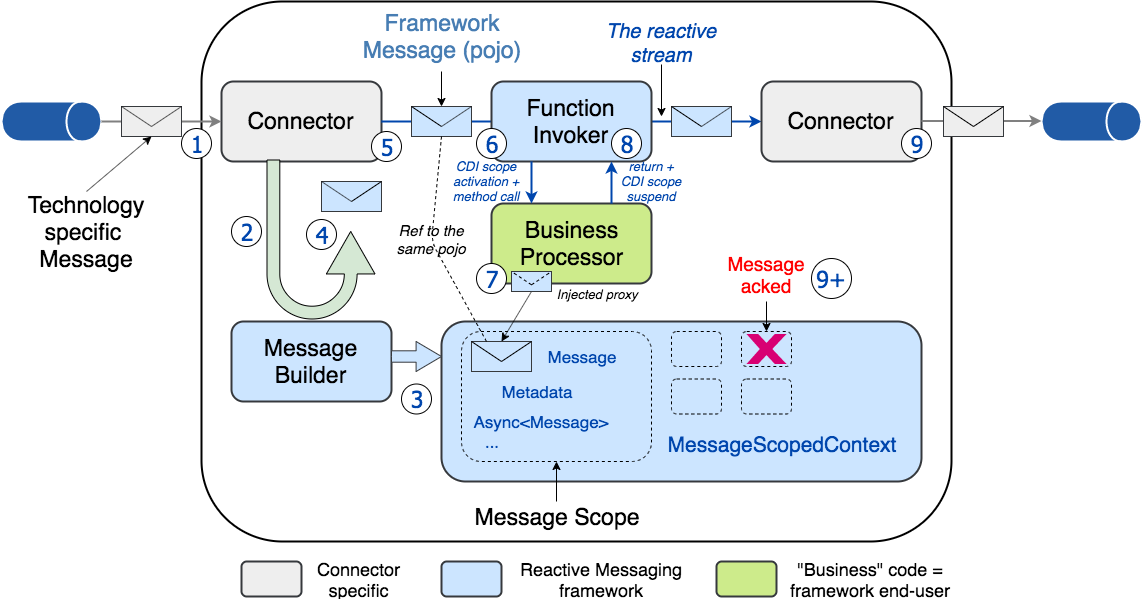 Framework
Message (pojo)
The reactive
stream
Connector
Function
Invoker
Connector
1
5
6
8
9
CDI scope
activation +
method call
return +
CDI scope
suspend
Technology
specific
Message
2
4
Ref to the
same pojo
Business
Processor
7
Injected proxy
Message
acked
9+
Message
Builder
3
Message
Metadata
Async<Message>
...
MessageScopedContext
Message Scope
Connector
specific
Reactive Messaging
framework
"Business" code =
framework end-user